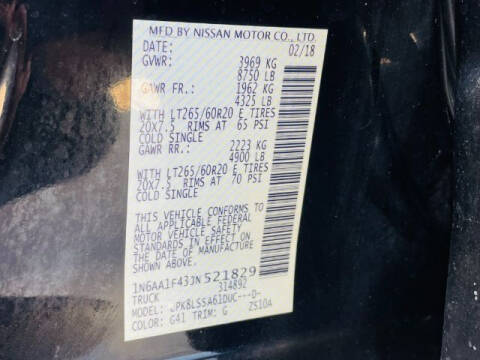 MFD BY NISSAN MOTOR CO., LTD.
DATE: 02/18
GVWR: 3969 KG
8750 LB
GAWR FR.: 1962 KG
4325 LB
WITH LT265/60R20 E TIRES
20X7.5 RIMS AT 65 PSI
COLD SINGLE
GAWR RR.: 2223 KG
4900 LB
WITH LT265/60R20 E TIRES
20X7.5 RIMS AT 70 PSI
COLD SINGLE
THIS VEHICLE CONFORMS TO
ALL APPLICABLE FEDERAL
MOTOR VEHICLE SAFETY
STANDARDS IN EFFECT ON
THE DATE OF MANUFACTURE
SHOWN ABOVE.
1N6AA1F43JN521829
TRUCK 314892
MODEL:
COLOR: G41 TRIM: G Z510A